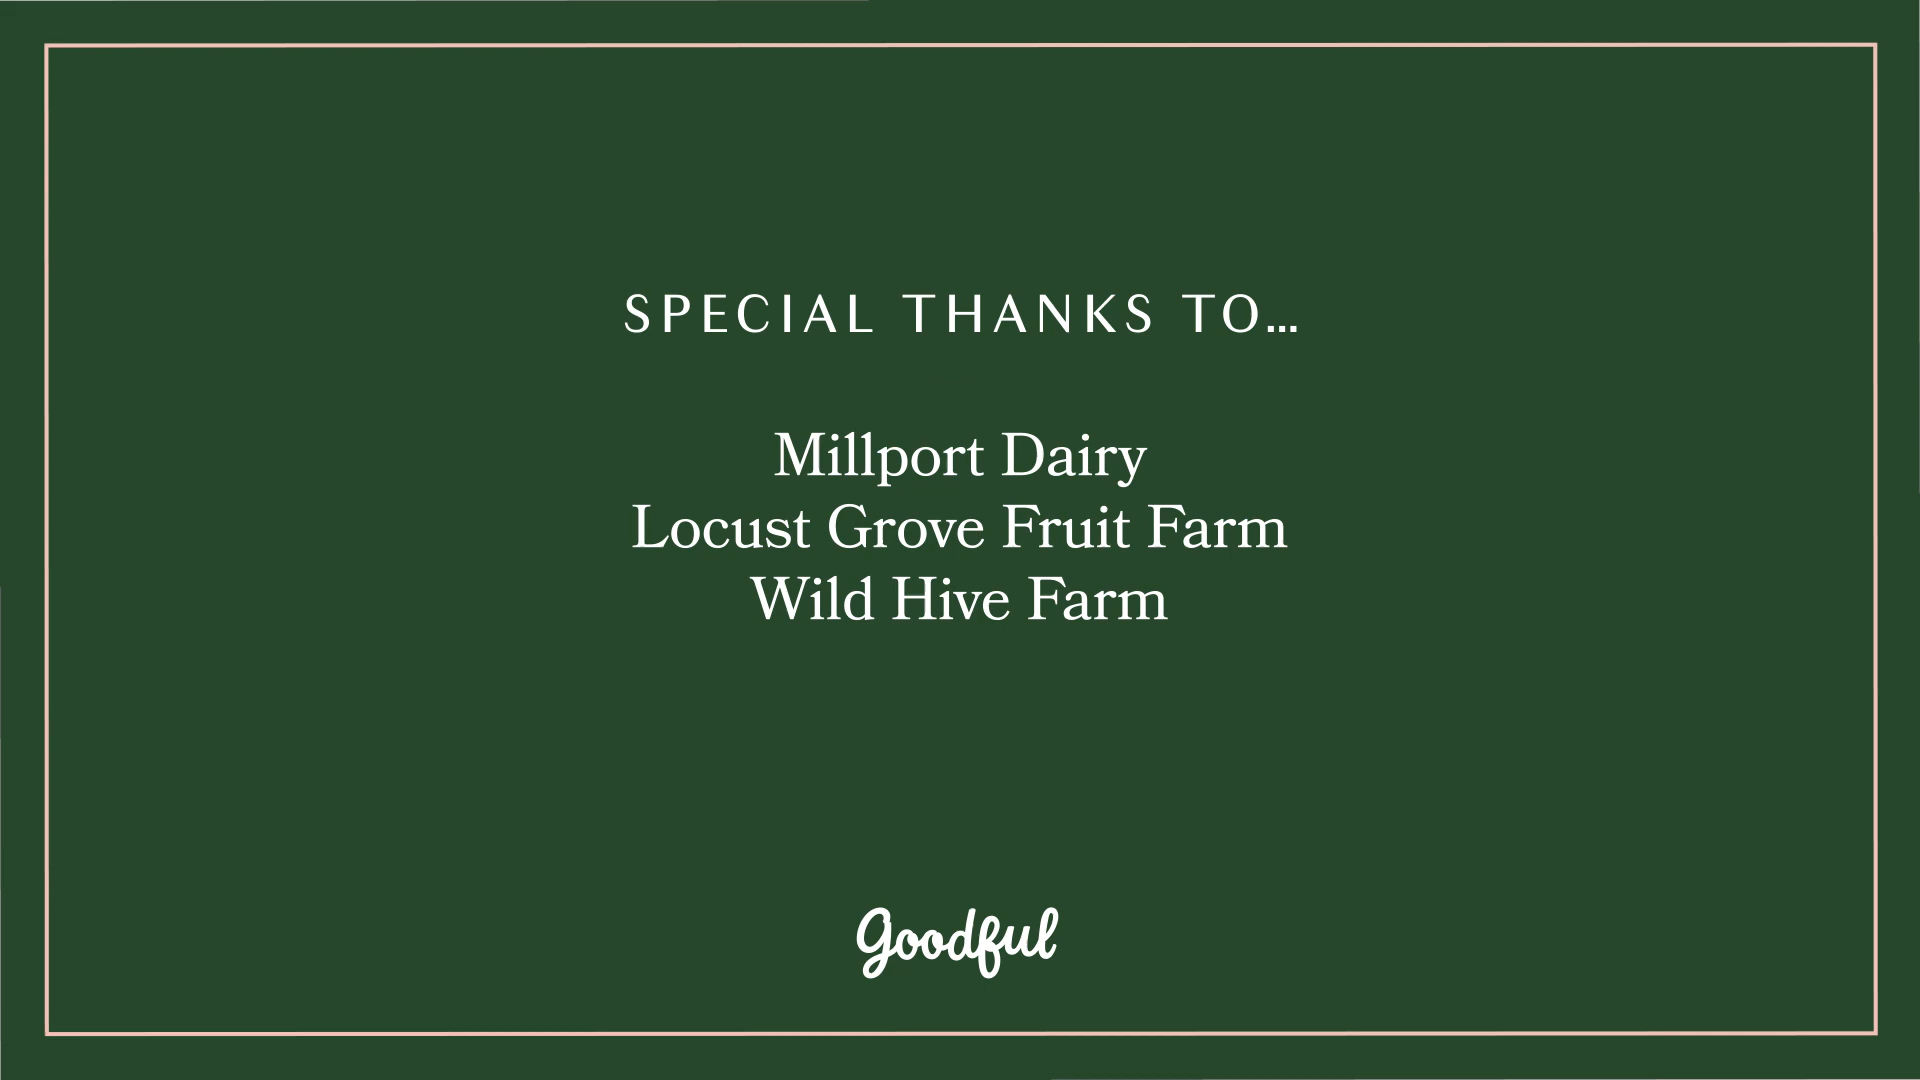 SPECIAL THANKS TO...
Millport Dairy
Locust Grove Fruit Farm
Wild Hive Farm
Goodful